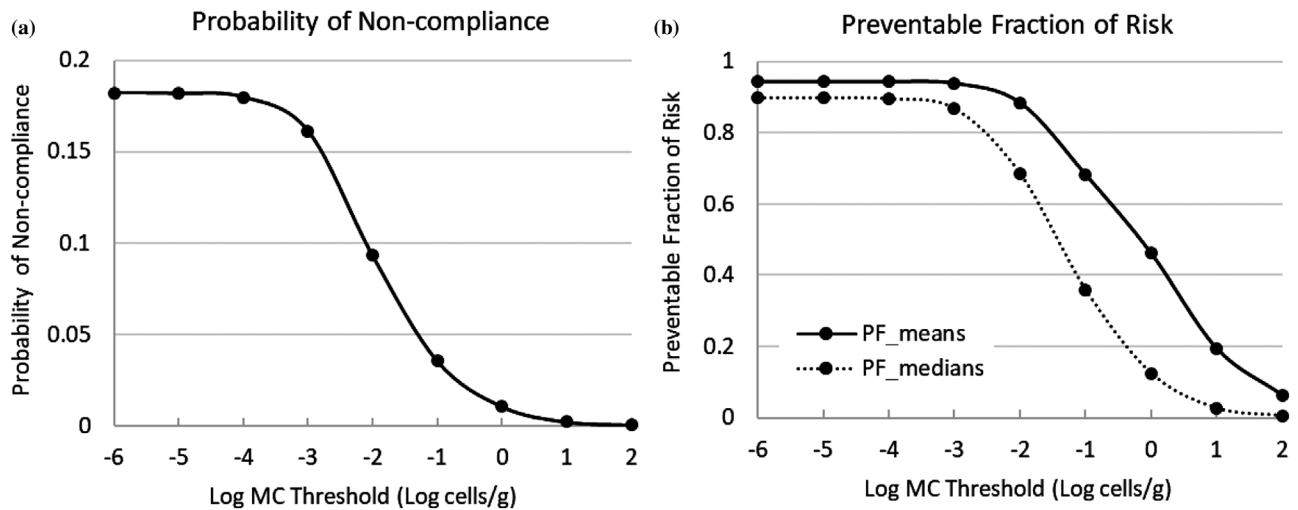 (a)
Probability of Non-compliance
Probability of Non-compliance
0.2
0.15
0.1
0.05
0
-6 -5 -4 -3 -2 -1 0 1 2
Log MC Threshold (Log cells/g)
(b)
Preventable Fraction of Risk
Preventable Fraction of Risk
1
0.8
0.6
0.4
0.2
0
PF_means
PF_medians
-6 -5 -4 -3 -2 -1 0 1 2
Log MC Threshold (Log cells/g)